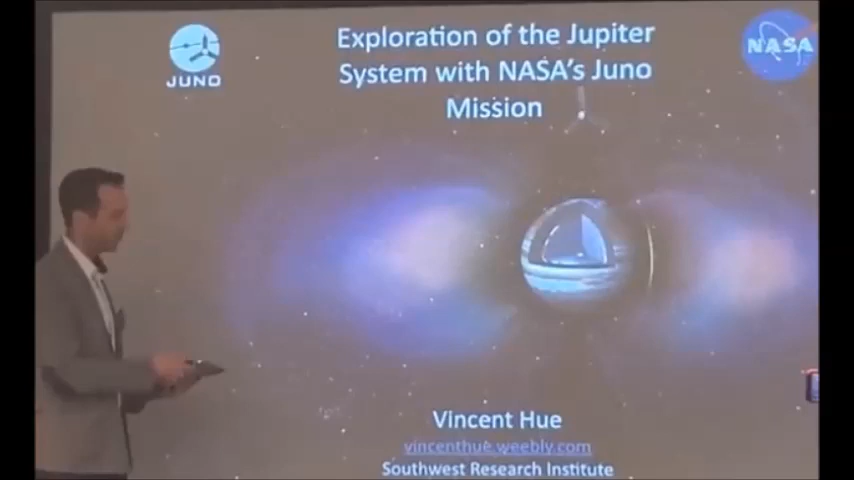 JUNO
Exploration of the Jupiter
System with NASA's Juno
Mission
NASA
Vincent Hue
vincenthue.weebly.com
Southwest Research Institute